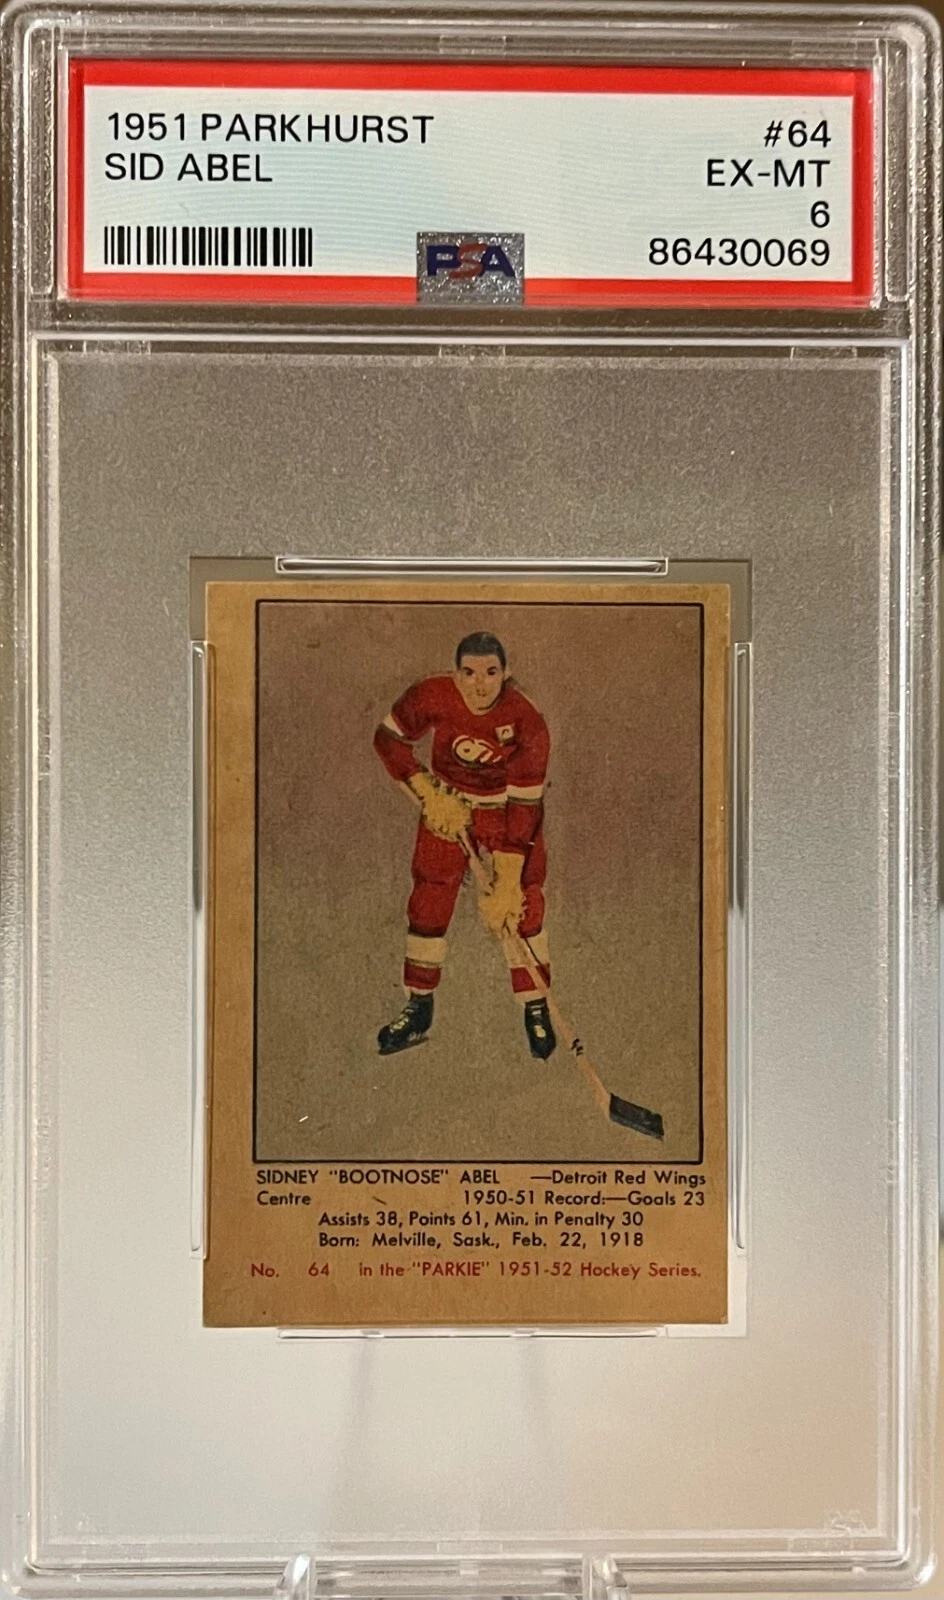 1951 PARKHURST #64
SID ABEL EX-MT
6
86430069
PSA
SIDNEY "BOOTNOSE" ABEL —Detroit Red Wings
Centre 1950-51 Record:—Goals 23
Assists 38, Points 61, Min. in Penalty 30
Born: Melville, Sask., Feb. 22, 1918
No. 64 in the "PARKIE" 1951-52 Hockey Series.